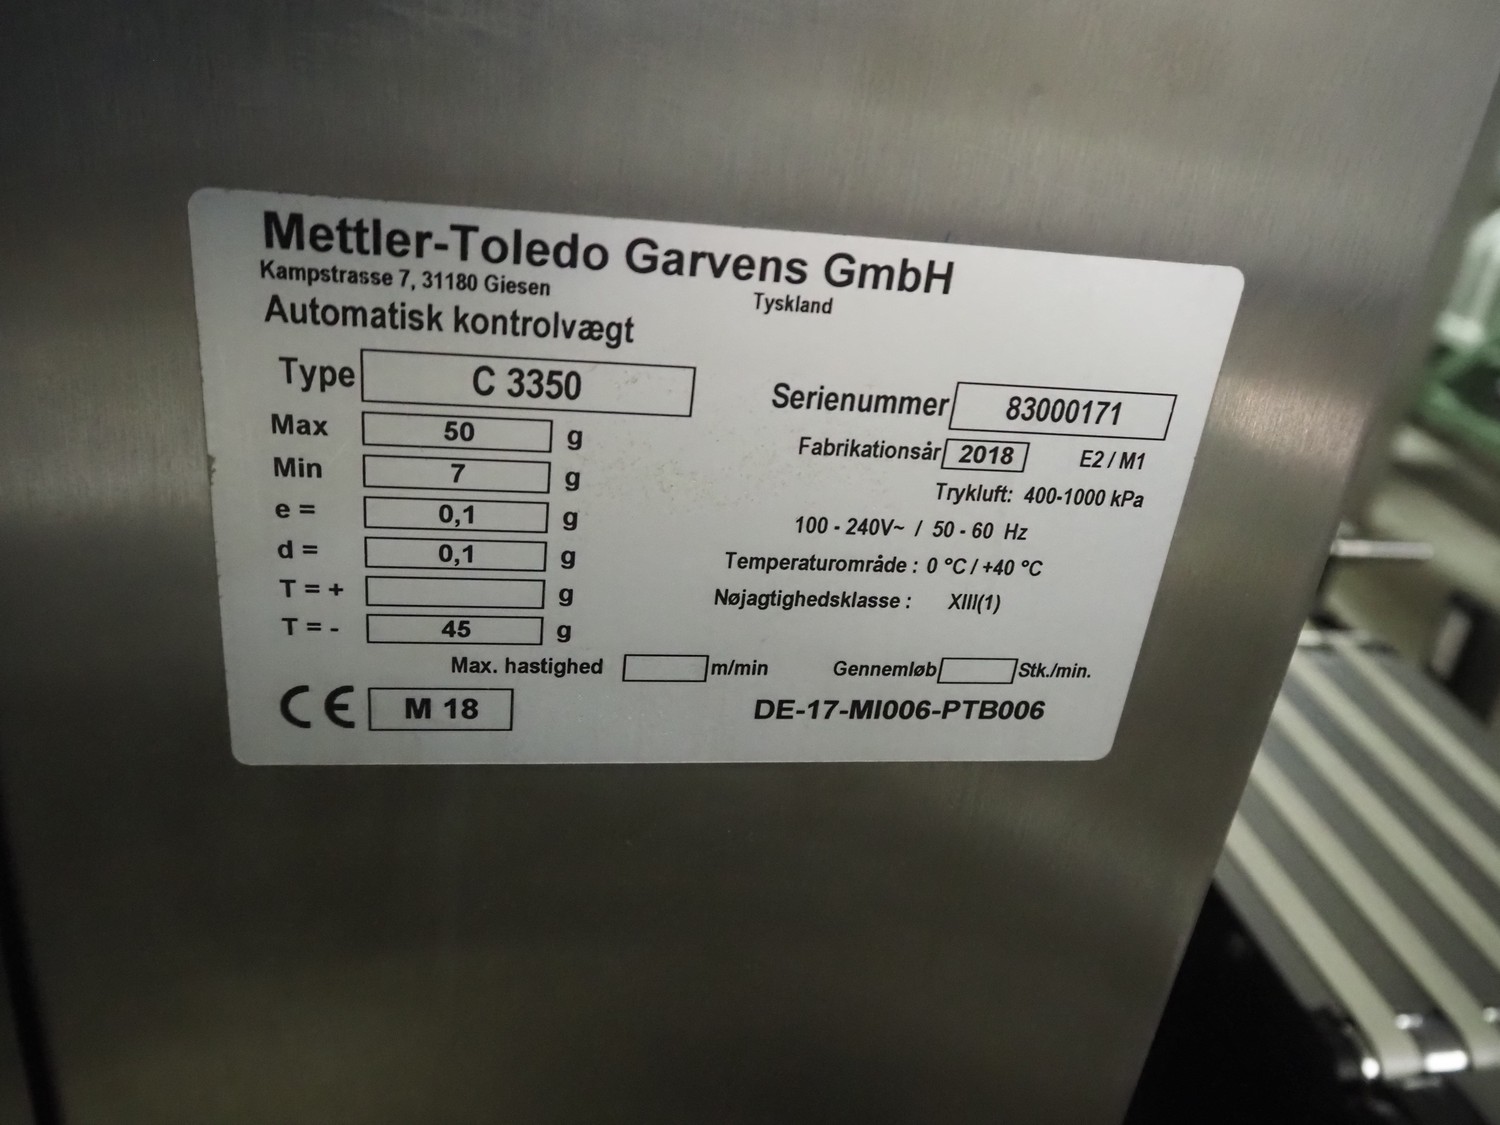 Mettler-Toledo Garvens GmbH
Kampstrasse 7, 31180 Giesen
Tyskland
Automatisk kontrolvægt
Type C 3350
Serienummer 83000171
Max 50 g
Fabrikationsår 2018 E2 / M1
Min 7 g
Trykluft: 400-1000 kPa
e = 0,1 g
100 - 240V~ / 50 - 60 Hz
d = 0,1 g
Temperaturområde : 0 °C / +40 °C
T = + g
Nøjagtighedsklasse : XIII(1)
T = - 45 g
Max. hastighed m/min Gennemløb Stk./min.
CE M 18 DE-17-MI006-PTB006